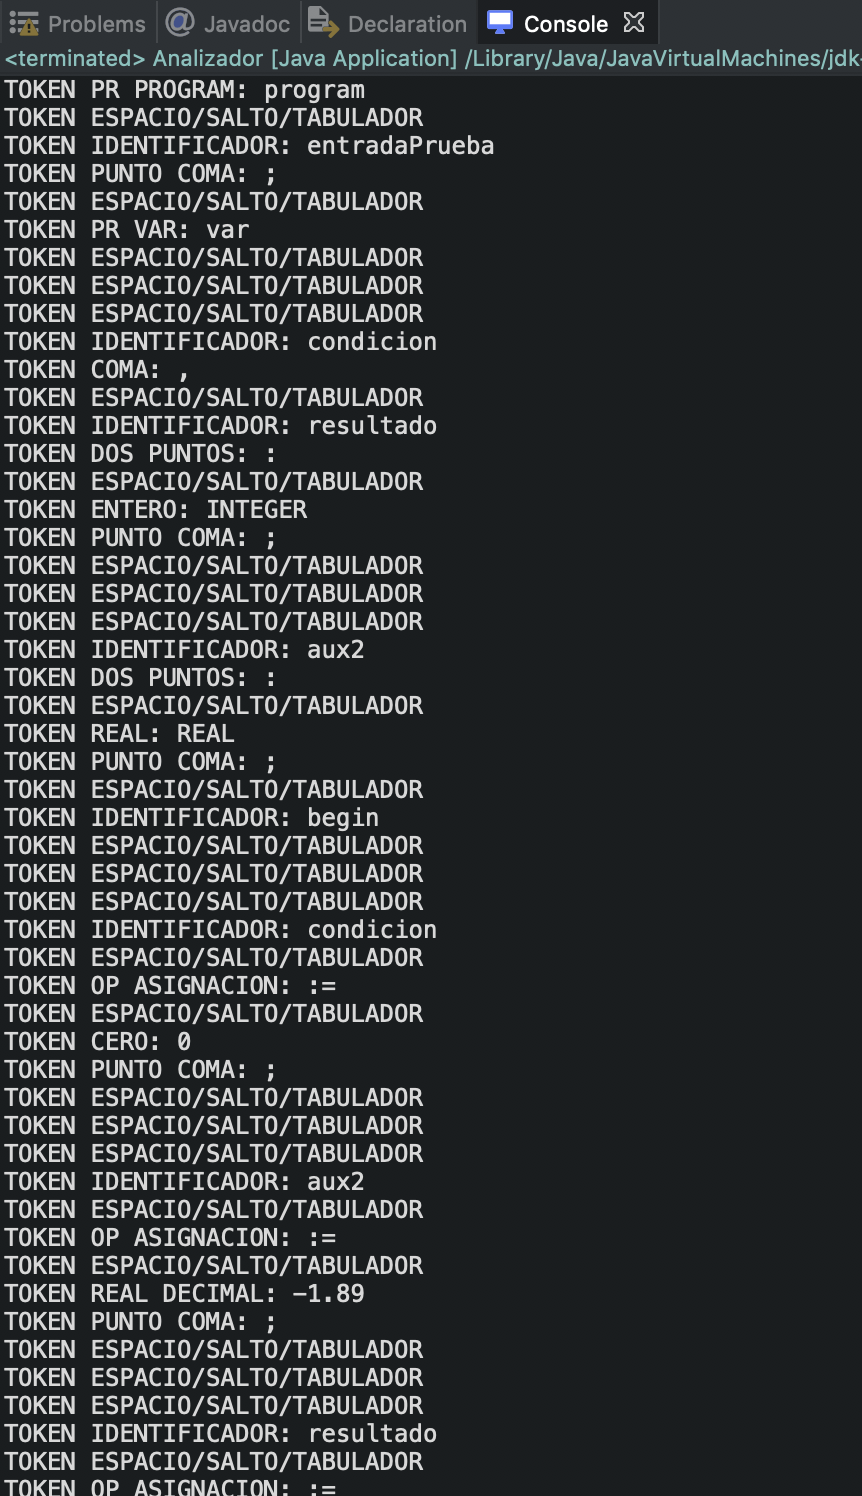 Problems @ Javadoc Declaration Console
<terminated> Analizador [Java Application] /Library/Java/JavaVirtualMachines/jdk-
TOKEN PR PROGRAM: program
TOKEN ESPACIO/SALTO/TABULADOR
TOKEN IDENTIFICADOR: entradaPrueba
TOKEN PUNTO COMA: ;
TOKEN ESPACIO/SALTO/TABULADOR
TOKEN PR VAR: var
TOKEN ESPACIO/SALTO/TABULADOR
TOKEN ESPACIO/SALTO/TABULADOR
TOKEN ESPACIO/SALTO/TABULADOR
TOKEN IDENTIFICADOR: condicion
TOKEN COMA: ,
TOKEN ESPACIO/SALTO/TABULADOR
TOKEN IDENTIFICADOR: resultado
TOKEN DOS PUNTOS: :
TOKEN ESPACIO/SALTO/TABULADOR
TOKEN ENTERO: INTEGER
TOKEN PUNTO COMA: ;
TOKEN ESPACIO/SALTO/TABULADOR
TOKEN ESPACIO/SALTO/TABULADOR
TOKEN ESPACIO/SALTO/TABULADOR
TOKEN IDENTIFICADOR: aux2
TOKEN DOS PUNTOS: :
TOKEN ESPACIO/SALTO/TABULADOR
TOKEN REAL: REAL
TOKEN PUNTO COMA: ;
TOKEN ESPACIO/SALTO/TABULADOR
TOKEN IDENTIFICADOR: begin
TOKEN ESPACIO/SALTO/TABULADOR
TOKEN ESPACIO/SALTO/TABULADOR
TOKEN ESPACIO/SALTO/TABULADOR
TOKEN IDENTIFICADOR: condicion
TOKEN ESPACIO/SALTO/TABULADOR
TOKEN OP ASIGNACION: :=
TOKEN ESPACIO/SALTO/TABULADOR
TOKEN CERO: 0
TOKEN PUNTO COMA: ;
TOKEN ESPACIO/SALTO/TABULADOR
TOKEN ESPACIO/SALTO/TABULADOR
TOKEN ESPACIO/SALTO/TABULADOR
TOKEN IDENTIFICADOR: aux2
TOKEN ESPACIO/SALTO/TABULADOR
TOKEN OP ASIGNACION: :=
TOKEN ESPACIO/SALTO/TABULADOR
TOKEN REAL DECIMAL: -1.89
TOKEN PUNTO COMA: ;
TOKEN ESPACIO/SALTO/TABULADOR
TOKEN ESPACIO/SALTO/TABULADOR
TOKEN ESPACIO/SALTO/TABULADOR
TOKEN IDENTIFICADOR: resultado
TOKEN ESPACIO/SALTO/TABULADOR
TOKEN OP ASIGNACION: :=